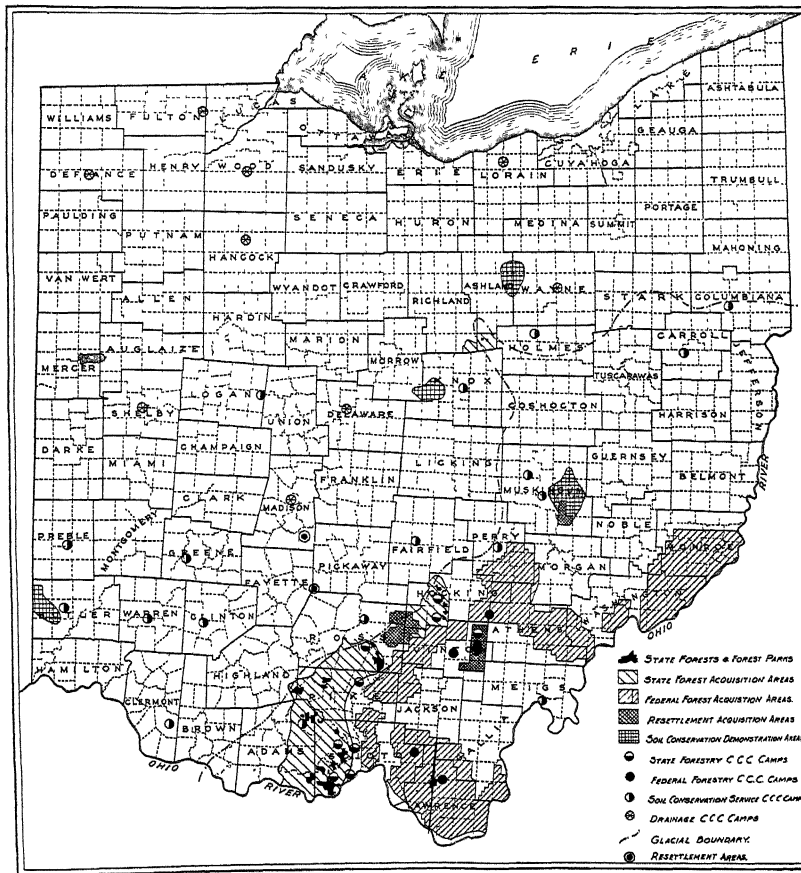 ERIE
LAKE
ASHTABULA
WILLIAMS
FULTON
LUCAS
OTTAWA
GEAUGA
CUYAHOGA
LORAIN
ERIE
SANDUSKY
WOOD
HENRY
DEFIANCE
TRUMBULL
PAULDING
PUTNAM
SENECA
HURON
MEDINA
SUMMIT
PORTAGE
MAHONING
HANCOCK
VAN WERT
ALLEN
WYANDOT
CRAWFORD
RICHLAND
ASHLAND
WAYNE
STARK
COLUMBIANA
HARDIN
MARION
MORROW
HOLMES
CARROLL
JEFFERSON
MERCER
AUGLAIZE
LOGAN
UNION
KNOX
TUSCARAWAS
COSHOCTON
HARRISON
SHELBY
DELAWARE
DARKE
CHAMPAIGN
MIAMI
LICKING
GUERNSEY
BELMONT
RIVER
CLARK
FRANKLIN
MADISON
NOBLE
PREBLE
MONTGOMERY
GREENE
FAIRFIELD
PERRY
MORGAN
MONROE
PICKAWAY
FAYETTE
HOCKING
WASHINGTON
OHIO
WARREN
CLINTON
ROSS
ATHENS
VINTON
HAMILTON
HIGHLAND
PIKE
MEIGS
JACKSON
CLERMONT
BROWN
ADAMS
OHIO
RIVER
LAWRENCE
STATE FORESTS & FOREST PARKS
STATE FOREST ACQUISITION AREAS
FEDERAL FOREST ACQUISTION AREAS.
RESETTLEMENT ACQUISITION AREAS
SOIL CONSERVATION DEMONSTRATION AREAS
STATE FORESTRY C C C CAMPS
FEDERAL FORESTRY C.C.C. CAMPS
SOIL CONSERVATION SERVICE CCC CAMP
DRAINAGE CCC CAMPS
GLACIAL BOUNDARY.
RESETTLEMENT AREAS.